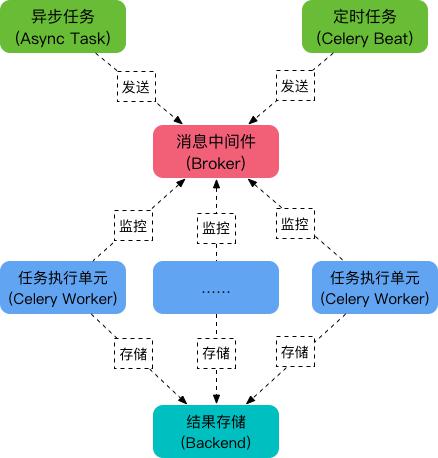 异步任务
(Async Task)
定时任务
(Celery Beat)
发送
发送
消息中间件
(Broker)
监控
监控
监控
任务执行单元
(Celery Worker)
……
任务执行单元
(Celery Worker)
存储
存储
存储
结果存储
(Backend)